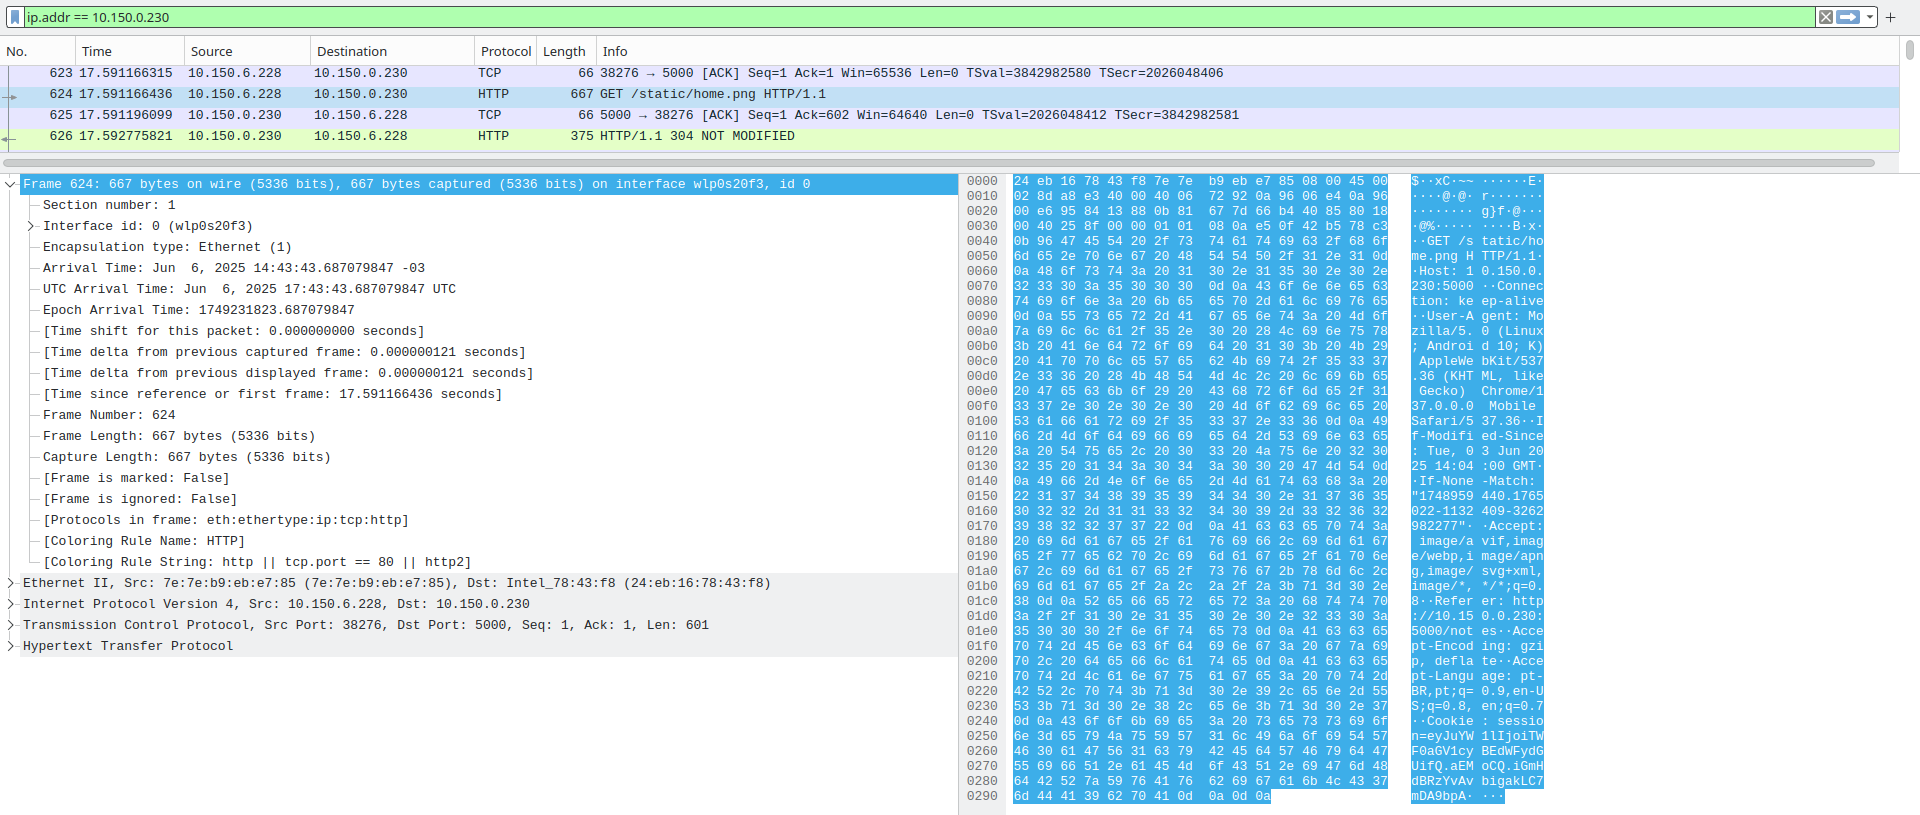 ip.addr == 10.150.0.230
No. Time Source Destination Protocol Length Info
623 17.591166315 10.150.6.228 10.150.0.230 TCP 66 38276 → 5000 [ACK] Seq=1 Ack=1 Win=65536 Len=0 TSval=3842982580 TSecr=2026048406
624 17.591166436 10.150.6.228 10.150.0.230 HTTP 667 GET /static/home.png HTTP/1.1
625 17.591196099 10.150.0.230 10.150.6.228 TCP 66 5000 → 38276 [ACK] Seq=1 Ack=602 Win=64640 Len=0 TSval=2026048412 TSecr=3842982581
626 17.592775821 10.150.0.230 10.150.6.228 HTTP 375 HTTP/1.1 304 NOT MODIFIED
Frame 624: 667 bytes on wire (5336 bits), 667 bytes captured (5336 bits) on interface wlp0s20f3, id 0
Section number: 1
Interface id: 0 (wlp0s20f3)
Encapsulation type: Ethernet (1)
Arrival Time: Jun  6, 2025 14:43:43.687079847 -03
UTC Arrival Time: Jun  6, 2025 17:43:43.687079847 UTC
Epoch Arrival Time: 1749231823.687079847
[Time shift for this packet: 0.000000000 seconds]
[Time delta from previous captured frame: 0.000000121 seconds]
[Time delta from previous displayed frame: 0.000000121 seconds]
[Time since reference or first frame: 17.591166436 seconds]
Frame Number: 624
Frame Length: 667 bytes (5336 bits)
Capture Length: 667 bytes (5336 bits)
[Frame is marked: False]
[Frame is ignored: False]
[Protocols in frame: eth:ethertype:ip:tcp:http]
[Coloring Rule Name: HTTP]
[Coloring Rule String: http || tcp.port == 80 || http2]
Ethernet II, Src: 7e:7e:b9:eb:e7:85 (7e:7e:b9:eb:e7:85), Dst: Intel_78:43:f8 (24:eb:16:78:43:f8)
Internet Protocol Version 4, Src: 10.150.6.228, Dst: 10.150.0.230
Transmission Control Protocol, Src Port: 38276, Dst Port: 5000, Seq: 1, Ack: 1, Len: 601
Hypertext Transfer Protocol
0000 24 eb 16 78 43 f8 7e 7e b9 eb e7 85 08 00 45 00 $··xC·~~ ······E·
0010 02 8d a8 e3 40 00 40 06 72 92 0a 96 06 e4 0a 96 ····@·@· r·······
0020 00 e6 95 84 13 88 0b 81 67 7d 66 b4 40 85 80 18 ········ g}f·@···
0030 00 40 25 8f 00 00 01 01 08 0a e5 0f 42 b5 78 c3 ·@%····· ····B·x·
0040 0b 96 47 45 54 20 2f 73 74 61 74 69 63 2f 68 6f ··GET /s tatic/ho
0050 6d 65 2e 70 6e 67 20 48 54 54 50 2f 31 2e 31 0d me.png H TTP/1.1·
0060 0a 48 6f 73 74 3a 20 31 30 2e 31 35 30 2e 30 2e ·Host: 1 0.150.0.
0070 32 33 30 3a 35 30 30 30 0d 0a 43 6f 6e 6e 65 63 230:5000 ··Connec
0080 74 69 6f 6e 3a 20 6b 65 65 70 2d 61 6c 69 76 65 tion: ke ep-alive
0090 0d 0a 55 73 65 72 2d 41 67 65 6e 74 3a 20 4d 6f ··User-A gent: Mo
00a0 7a 69 6c 6c 61 2f 35 2e 30 20 28 4c 69 6e 75 78 zilla/5. 0 (Linux
00b0 3b 20 41 6e 64 72 6f 69 64 20 31 30 3b 20 4b 29 ; Androi d 10; K)
00c0 20 41 70 70 6c 65 57 65 62 4b 69 74 2f 35 33 37 AppleWe bKit/537
00d0 2e 33 36 20 28 4b 48 54 4d 4c 2c 20 6c 69 6b 65 .36 (KHT ML, like
00e0 20 47 65 63 6b 6f 29 20 43 68 72 6f 6d 65 2f 31 Gecko) Chrome/1
00f0 33 37 2e 30 2e 30 2e 30 20 4d 6f 62 69 6c 65 20 37.0.0.0 Mobile
0100 53 61 66 61 72 69 2f 35 33 37 2e 33 36 0d 0a 49 Safari/5 37.36··I
0110 66 2d 4d 6f 64 69 66 69 65 64 2d 53 69 6e 63 65 f-Modifi ed-Since
0120 3a 20 54 75 65 2c 20 30 33 20 4a 75 6e 20 32 30 : Tue, 0 3 Jun 20
0130 32 35 20 31 34 3a 30 34 3a 30 30 20 47 4d 54 0d 25 14:04 :00 GMT·
0140 0a 49 66 2d 4e 6f 6e 65 2d 4d 61 74 63 68 3a 20 ·If-None -Match:
0150 22 31 37 34 38 39 35 39 34 34 30 2e 31 37 36 35 "1748959 440.1765
0160 30 32 32 2d 31 31 33 32 34 30 39 2d 33 32 36 32 022-1132 409-3262
0170 39 38 32 32 37 37 22 0d 0a 41 63 63 65 70 74 3a 982277"· ·Accept:
0180 20 69 6d 61 67 65 2f 61 76 69 66 2c 69 6d 61 67 image/a vif,imag
0190 65 2f 77 65 62 70 2c 69 6d 61 67 65 2f 61 70 6e e/webp,i mage/apn
01a0 67 2c 69 6d 61 67 65 2f 73 76 67 2b 78 6d 6c 2c g,image/ svg+xml,
01b0 69 6d 61 67 65 2f 2a 2c 2a 2f 2a 3b 71 3d 30 2e image/*, */*;q=0.
01c0 38 0d 0a 52 65 66 65 72 65 72 3a 20 68 74 74 70 8··Refer er: http
01d0 3a 2f 2f 31 30 2e 31 35 30 2e 30 2e 32 33 30 3a ://10.15 0.0.230:
01e0 35 30 30 30 2f 6e 6f 74 65 73 0d 0a 41 63 63 65 5000/not es··Acce
01f0 70 74 2d 45 6e 63 6f 64 69 6e 67 3a 20 67 7a 69 pt-Encod ing: gzi
0200 70 2c 20 64 65 66 6c 61 74 65 0d 0a 41 63 63 65 p, defla te··Acce
0210 70 74 2d 4c 61 6e 67 75 61 67 65 3a 20 70 74 2d pt-Langu age: pt-
0220 42 52 2c 70 74 3b 71 3d 30 2e 39 2c 65 6e 2d 55 BR,pt;q= 0.9,en-U
0230 53 3b 71 3d 30 2e 38 2c 65 6e 3b 71 3d 30 2e 37 S;q=0.8, en;q=0.7
0240 0d 0a 43 6f 6f 6b 69 65 3a 20 73 65 73 73 69 6f ··Cookie : sessio
0250 6e 3d 65 79 4a 75 59 57 31 6c 49 6a 6f 69 54 57 n=eyJuYW 1lIjoiTW
0260 46 30 61 47 56 31 63 79 42 45 64 57 46 79 64 47 F0aGV1cy BEdWFydG
0270 55 69 66 51 2e 61 45 4d 6f 43 51 2e 69 47 6d 48 UifQ.aEM oCQ.iGmH
0280 64 42 52 7a 59 76 41 76 62 69 67 61 6b 4c 43 37 dBRzYvAv bigakLC7
0290 6d 44 41 39 62 70 41 0d 0a 0d 0a mDA9bpA· ···